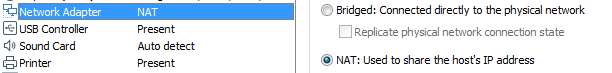 Network Adapter NAT
USB Controller Present
Sound Card Auto detect
Printer Present
Bridged: Connected directly to the physical network
Replicate physical network connection state
NAT: Used to share the host's IP address